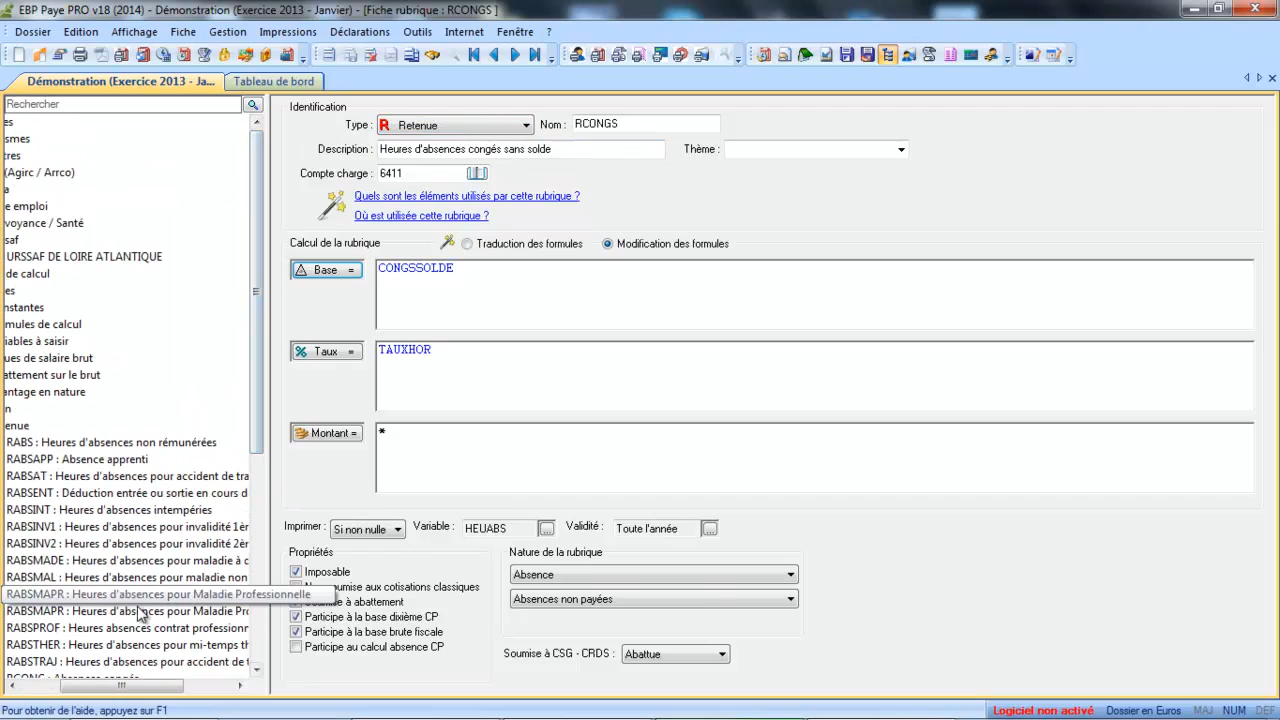 EBP Paye PRO v18 (2014) - Démonstration (Exercice 2013 - Janvier) - [Fiche rubrique : RCONGS ]
Dossier Edition Affichage Fiche Gestion Impressions Déclarations Outils Internet Fenêtre ?
Démonstration (Exercice 2013 - Ja... Tableau de bord
Rechercher
es
smes
tres
(Agirc / Arrco)
a
e emploi
voyance / Santé
saf
URSSAF DE LOIRE ATLANTIQUE
de calcul
es
nstantes
mules de calcul
iables à saisir
ues de salaire brut
attement sur le brut
antage en nature
n
enue
RABS : Heures d'absences non rémunérées
RABSAPP : Absence apprenti
RABSAT : Heures d'absences pour accident de tra
RABSENT : Déduction entrée ou sortie en cours d
RABSINT : Heures d'absences intempéries
RABSINV1 : Heures d'absences pour invalidité 1èr
RABSINV2 : Heures d'absences pour invalidité 2èr
RABSMADE : Heures d'absences pour maladie à d
RABSMAL : Heures d'absences pour maladie non
RABSMAPR : Heures d'absences pour Maladie Professionnelle
RABSMAPR : Heures d'absences pour Maladie Pro
RABSPROF : Heures absences contrat professionn
RABSTHER : Heures d'absences pour mi-temps th
RABSTRAJ : Heures d'absences pour accident de t
RCONG : Absences congés
Identification
Type : R Retenue Nom : RCONGS
Description : Heures d'absences congés sans solde Thème :
Compte charge : 6411
Quels sont les éléments utilisés par cette rubrique ?
Où est utilisée cette rubrique ?
Calcul de la rubrique Traduction des formules Modification des formules
Base = CONGSSOLDE
% Taux = TAUXHOR
Montant = *
Imprimer : Si non nulle Variable : HEUABS ... Validité : Toute l'année ...
Propriétés
Imposable
soumise aux cotisations classiques
à abattement
Participe à la base dixième CP
Participe à la base brute fiscale
Participe au calcul absence CP
Nature de la rubrique
Absence
Absences non payées
Soumise à CSG - CRDS : Abattue
Pour obtenir de l'aide, appuyez sur F1 Logiciel non activé Dossier en Euros MAJ NUM DEF